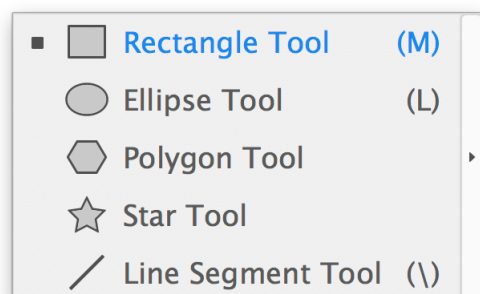 Rectangle Tool (M)
Ellipse Tool (L)
Polygon Tool
Star Tool
Line Segment Tool (\)